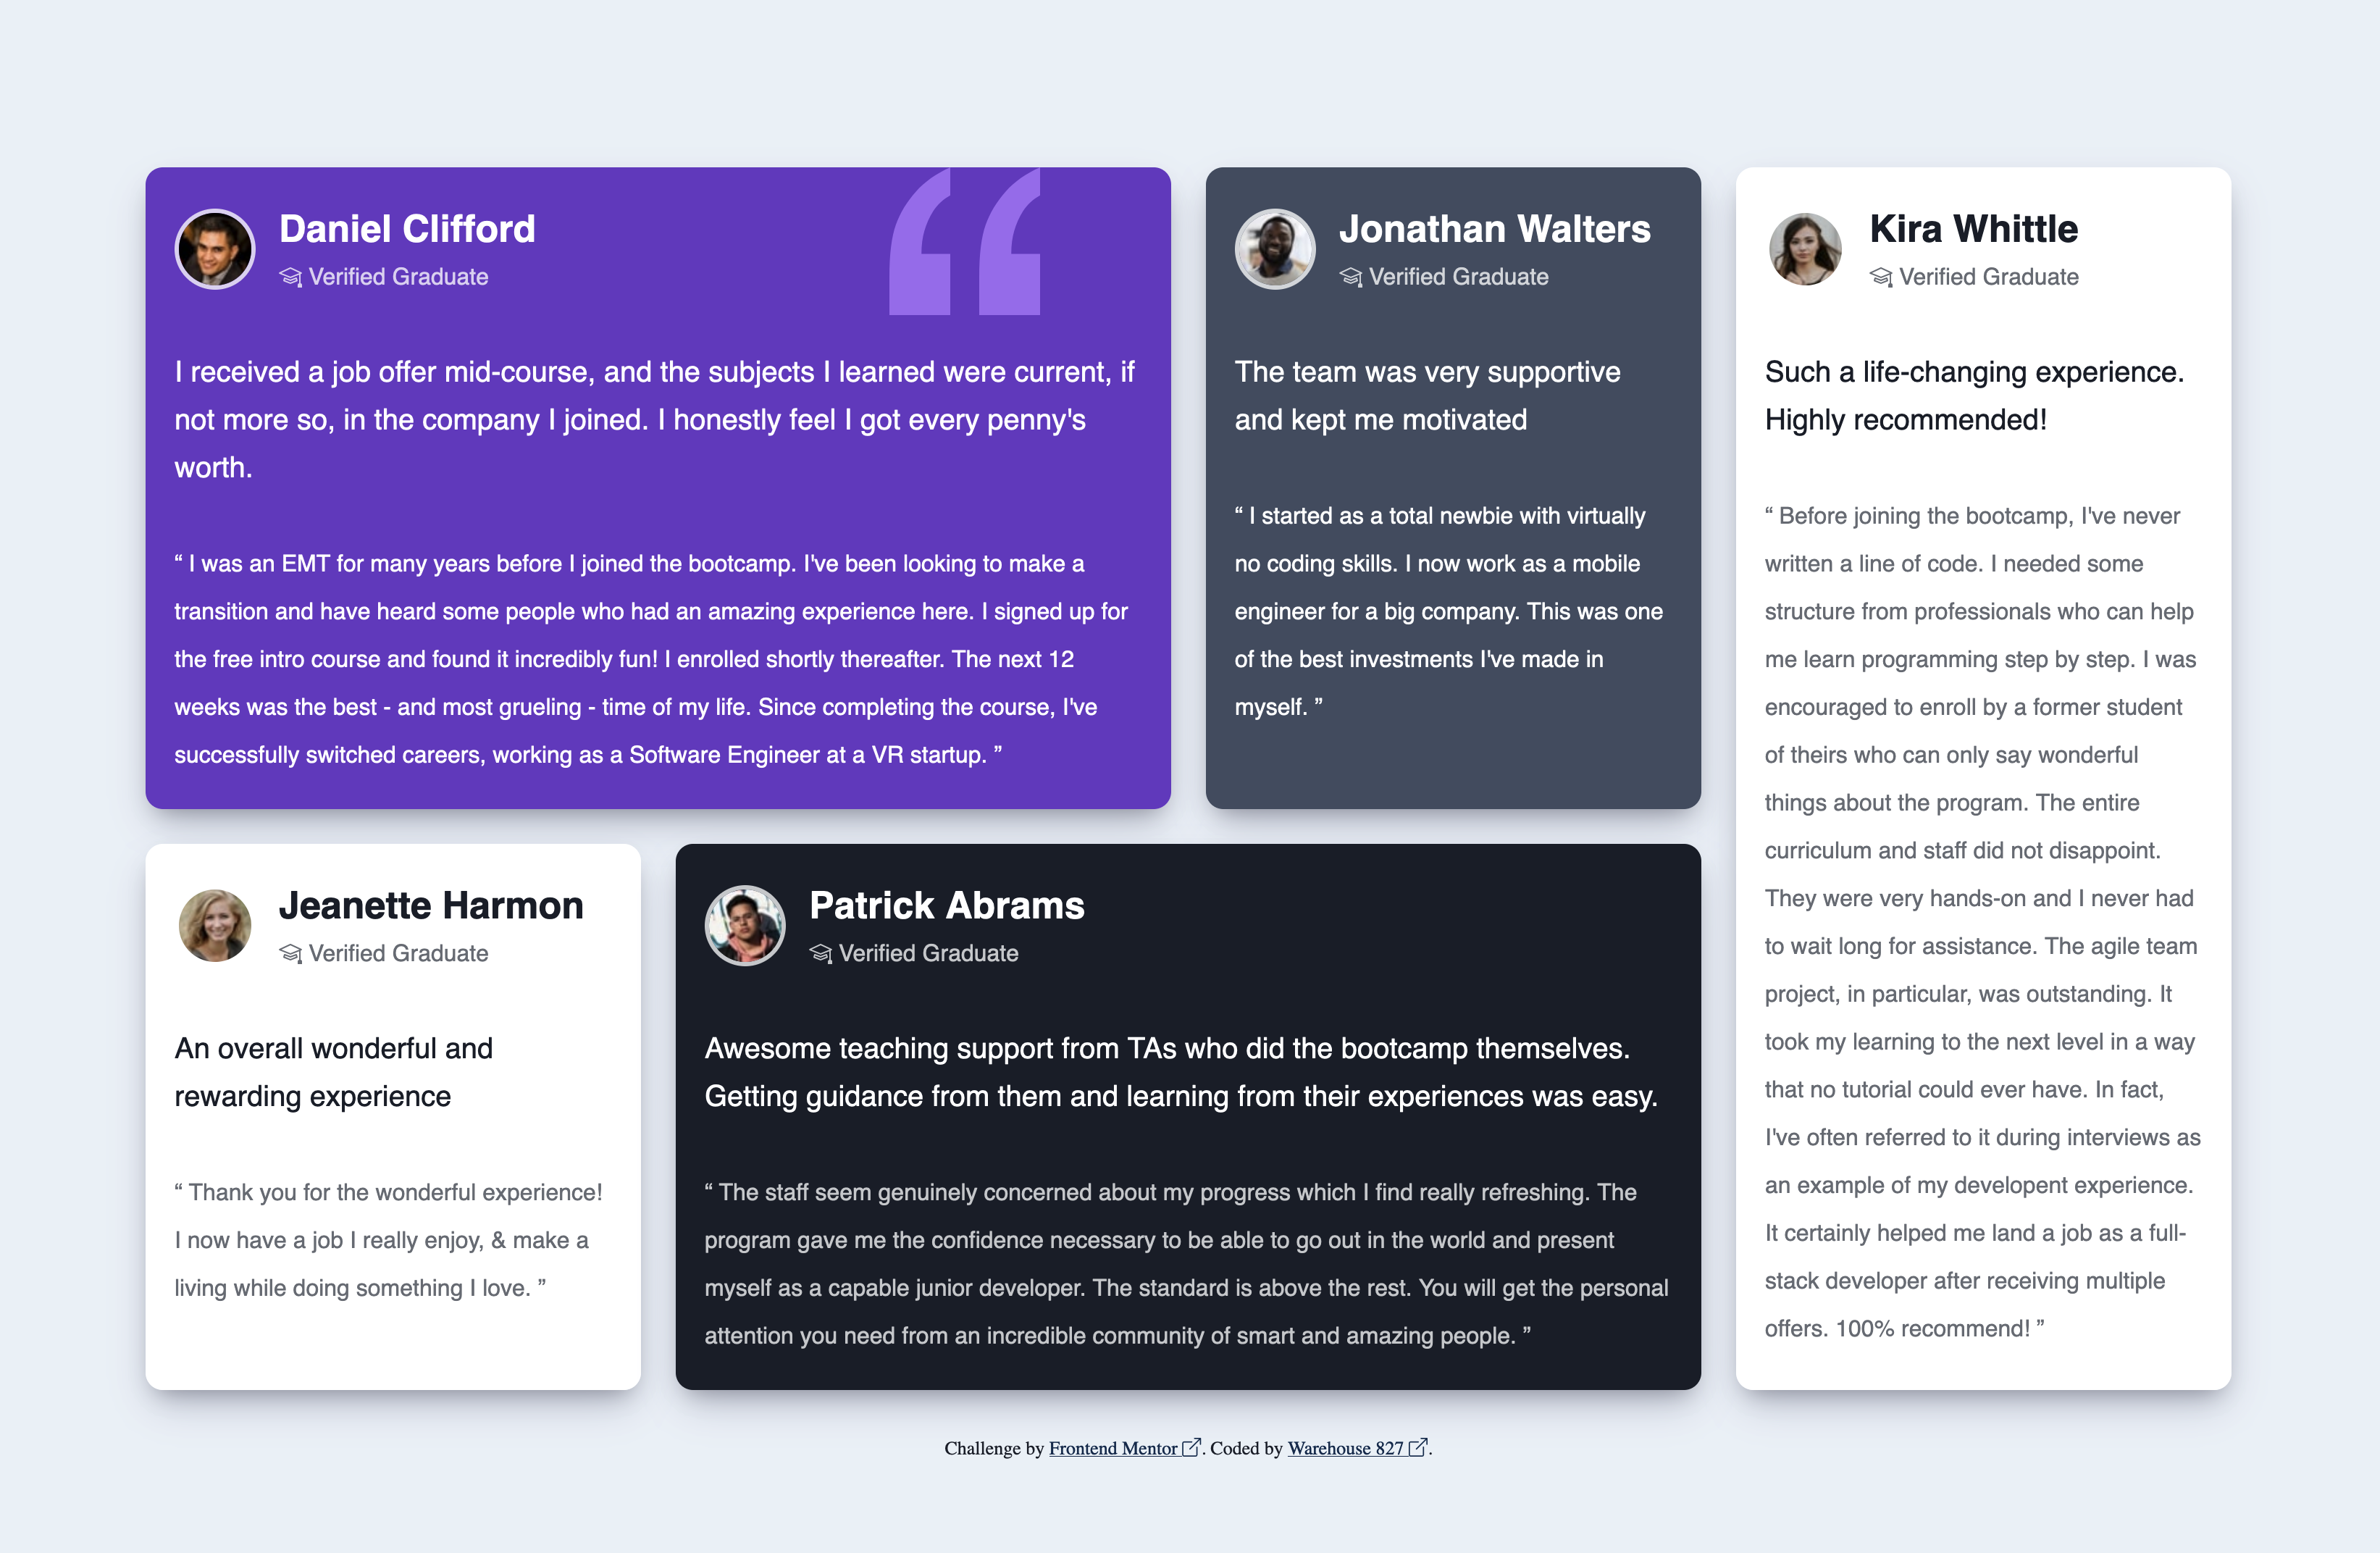 Daniel Clifford
Verified Graduate
I received a job offer mid-course, and the subjects I learned were current, if
not more so, in the company I joined. I honestly feel I got every penny's
worth.
“ I was an EMT for many years before I joined the bootcamp. I've been looking to make a
transition and have heard some people who had an amazing experience here. I signed up for
the free intro course and found it incredibly fun! I enrolled shortly thereafter. The next 12
weeks was the best - and most grueling - time of my life. Since completing the course, I've
successfully switched careers, working as a Software Engineer at a VR startup. ”
Jonathan Walters
Verified Graduate
The team was very supportive
and kept me motivated
“ I started as a total newbie with virtually
no coding skills. I now work as a mobile
engineer for a big company. This was one
of the best investments I've made in
myself. ”
Kira Whittle
Verified Graduate
Such a life-changing experience.
Highly recommended!
“ Before joining the bootcamp, I've never
written a line of code. I needed some
structure from professionals who can help
me learn programming step by step. I was
encouraged to enroll by a former student
of theirs who can only say wonderful
things about the program. The entire
curriculum and staff did not disappoint.
They were very hands-on and I never had
to wait long for assistance. The agile team
project, in particular, was outstanding. It
took my learning to the next level in a way
that no tutorial could ever have. In fact,
I've often referred to it during interviews as
an example of my developent experience.
It certainly helped me land a job as a full-
stack developer after receiving multiple
offers. 100% recommend! ”
Jeanette Harmon
Verified Graduate
An overall wonderful and
rewarding experience
“ Thank you for the wonderful experience!
I now have a job I really enjoy, & make a
living while doing something I love. ”
Patrick Abrams
Verified Graduate
Awesome teaching support from TAs who did the bootcamp themselves.
Getting guidance from them and learning from their experiences was easy.
“ The staff seem genuinely concerned about my progress which I find really refreshing. The
program gave me the confidence necessary to be able to go out in the world and present
myself as a capable junior developer. The standard is above the rest. You will get the personal
attention you need from an incredible community of smart and amazing people. ”
Challenge by Frontend Mentor. Coded by Warehouse 827.